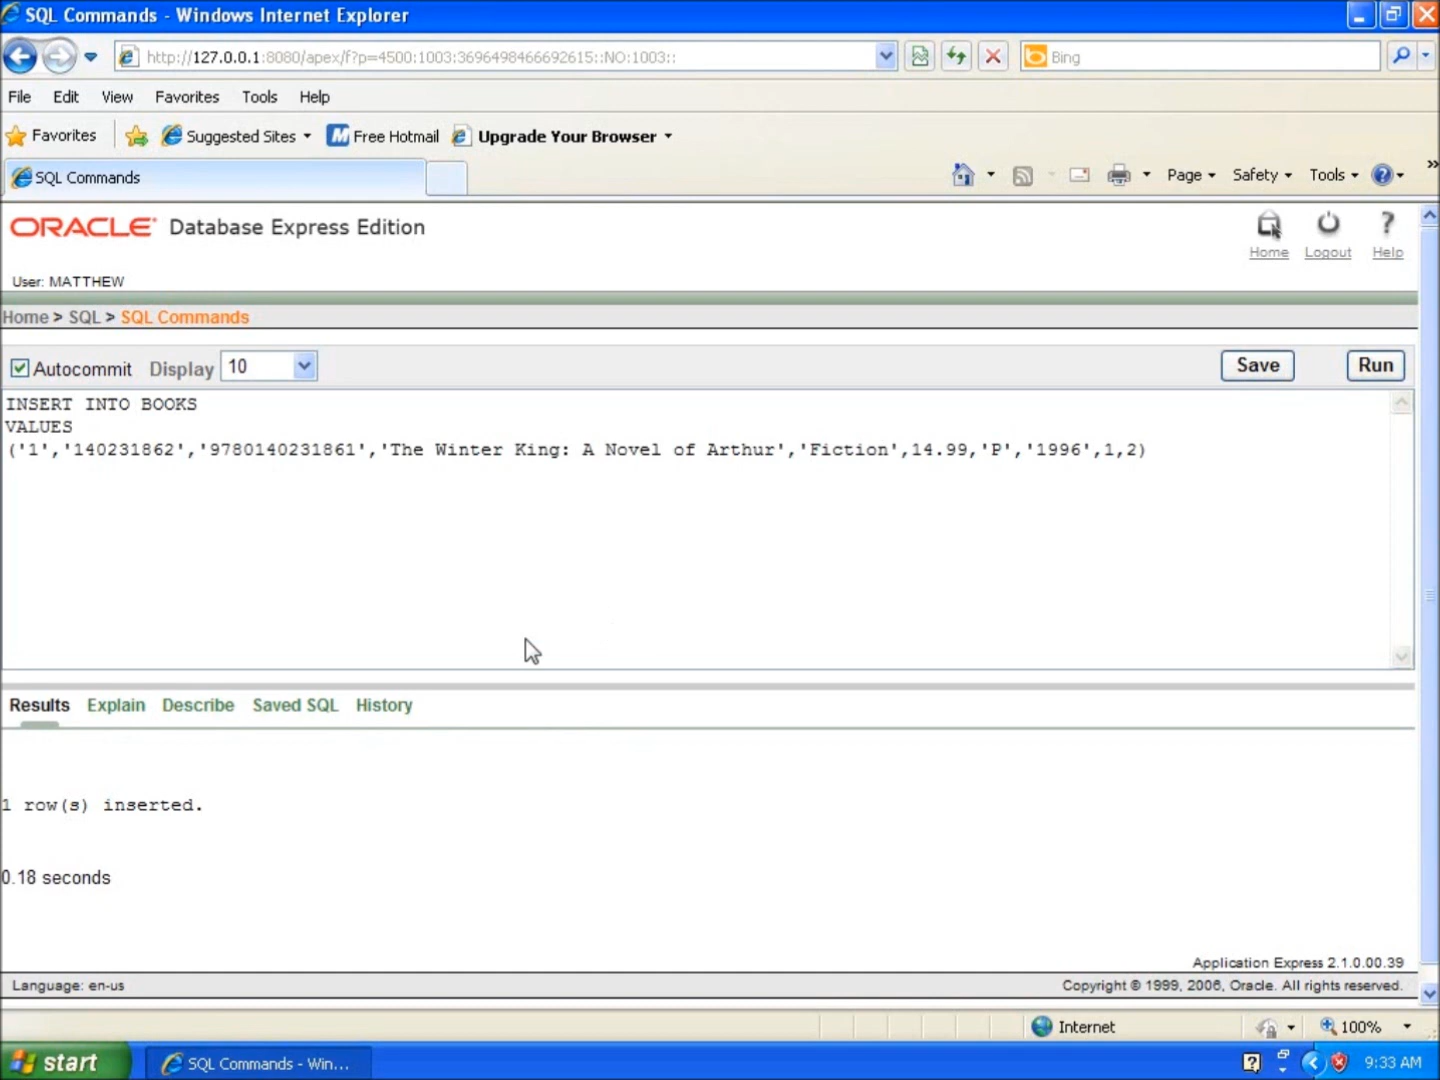 SQL Commands - Windows Internet Explorer
http://127.0.0.1:8080/apex/f?p=4500:1003:3696498466692615::NO:1003::
Bing
File Edit View Favorites Tools Help
Favorites Suggested Sites Free Hotmail Upgrade Your Browser
SQL Commands
Page Safety Tools
ORACLE Database Express Edition
Home Logout Help
User: MATTHEW
Home > SQL > SQL Commands
Autocommit Display 10 Save Run
INSERT INTO BOOKS
VALUES
('1','140231862','9780140231861','The Winter King: A Novel of Arthur','Fiction',14.99,'P','1996',1,2)
Results Explain Describe Saved SQL History
1 row(s) inserted.
0.18 seconds
Application Express 2.1.0.00.39
Language: en-us Copyright © 1999, 2006, Oracle. All rights reserved.
Internet 100%
start SQL Commands - Win... 9:33 AM